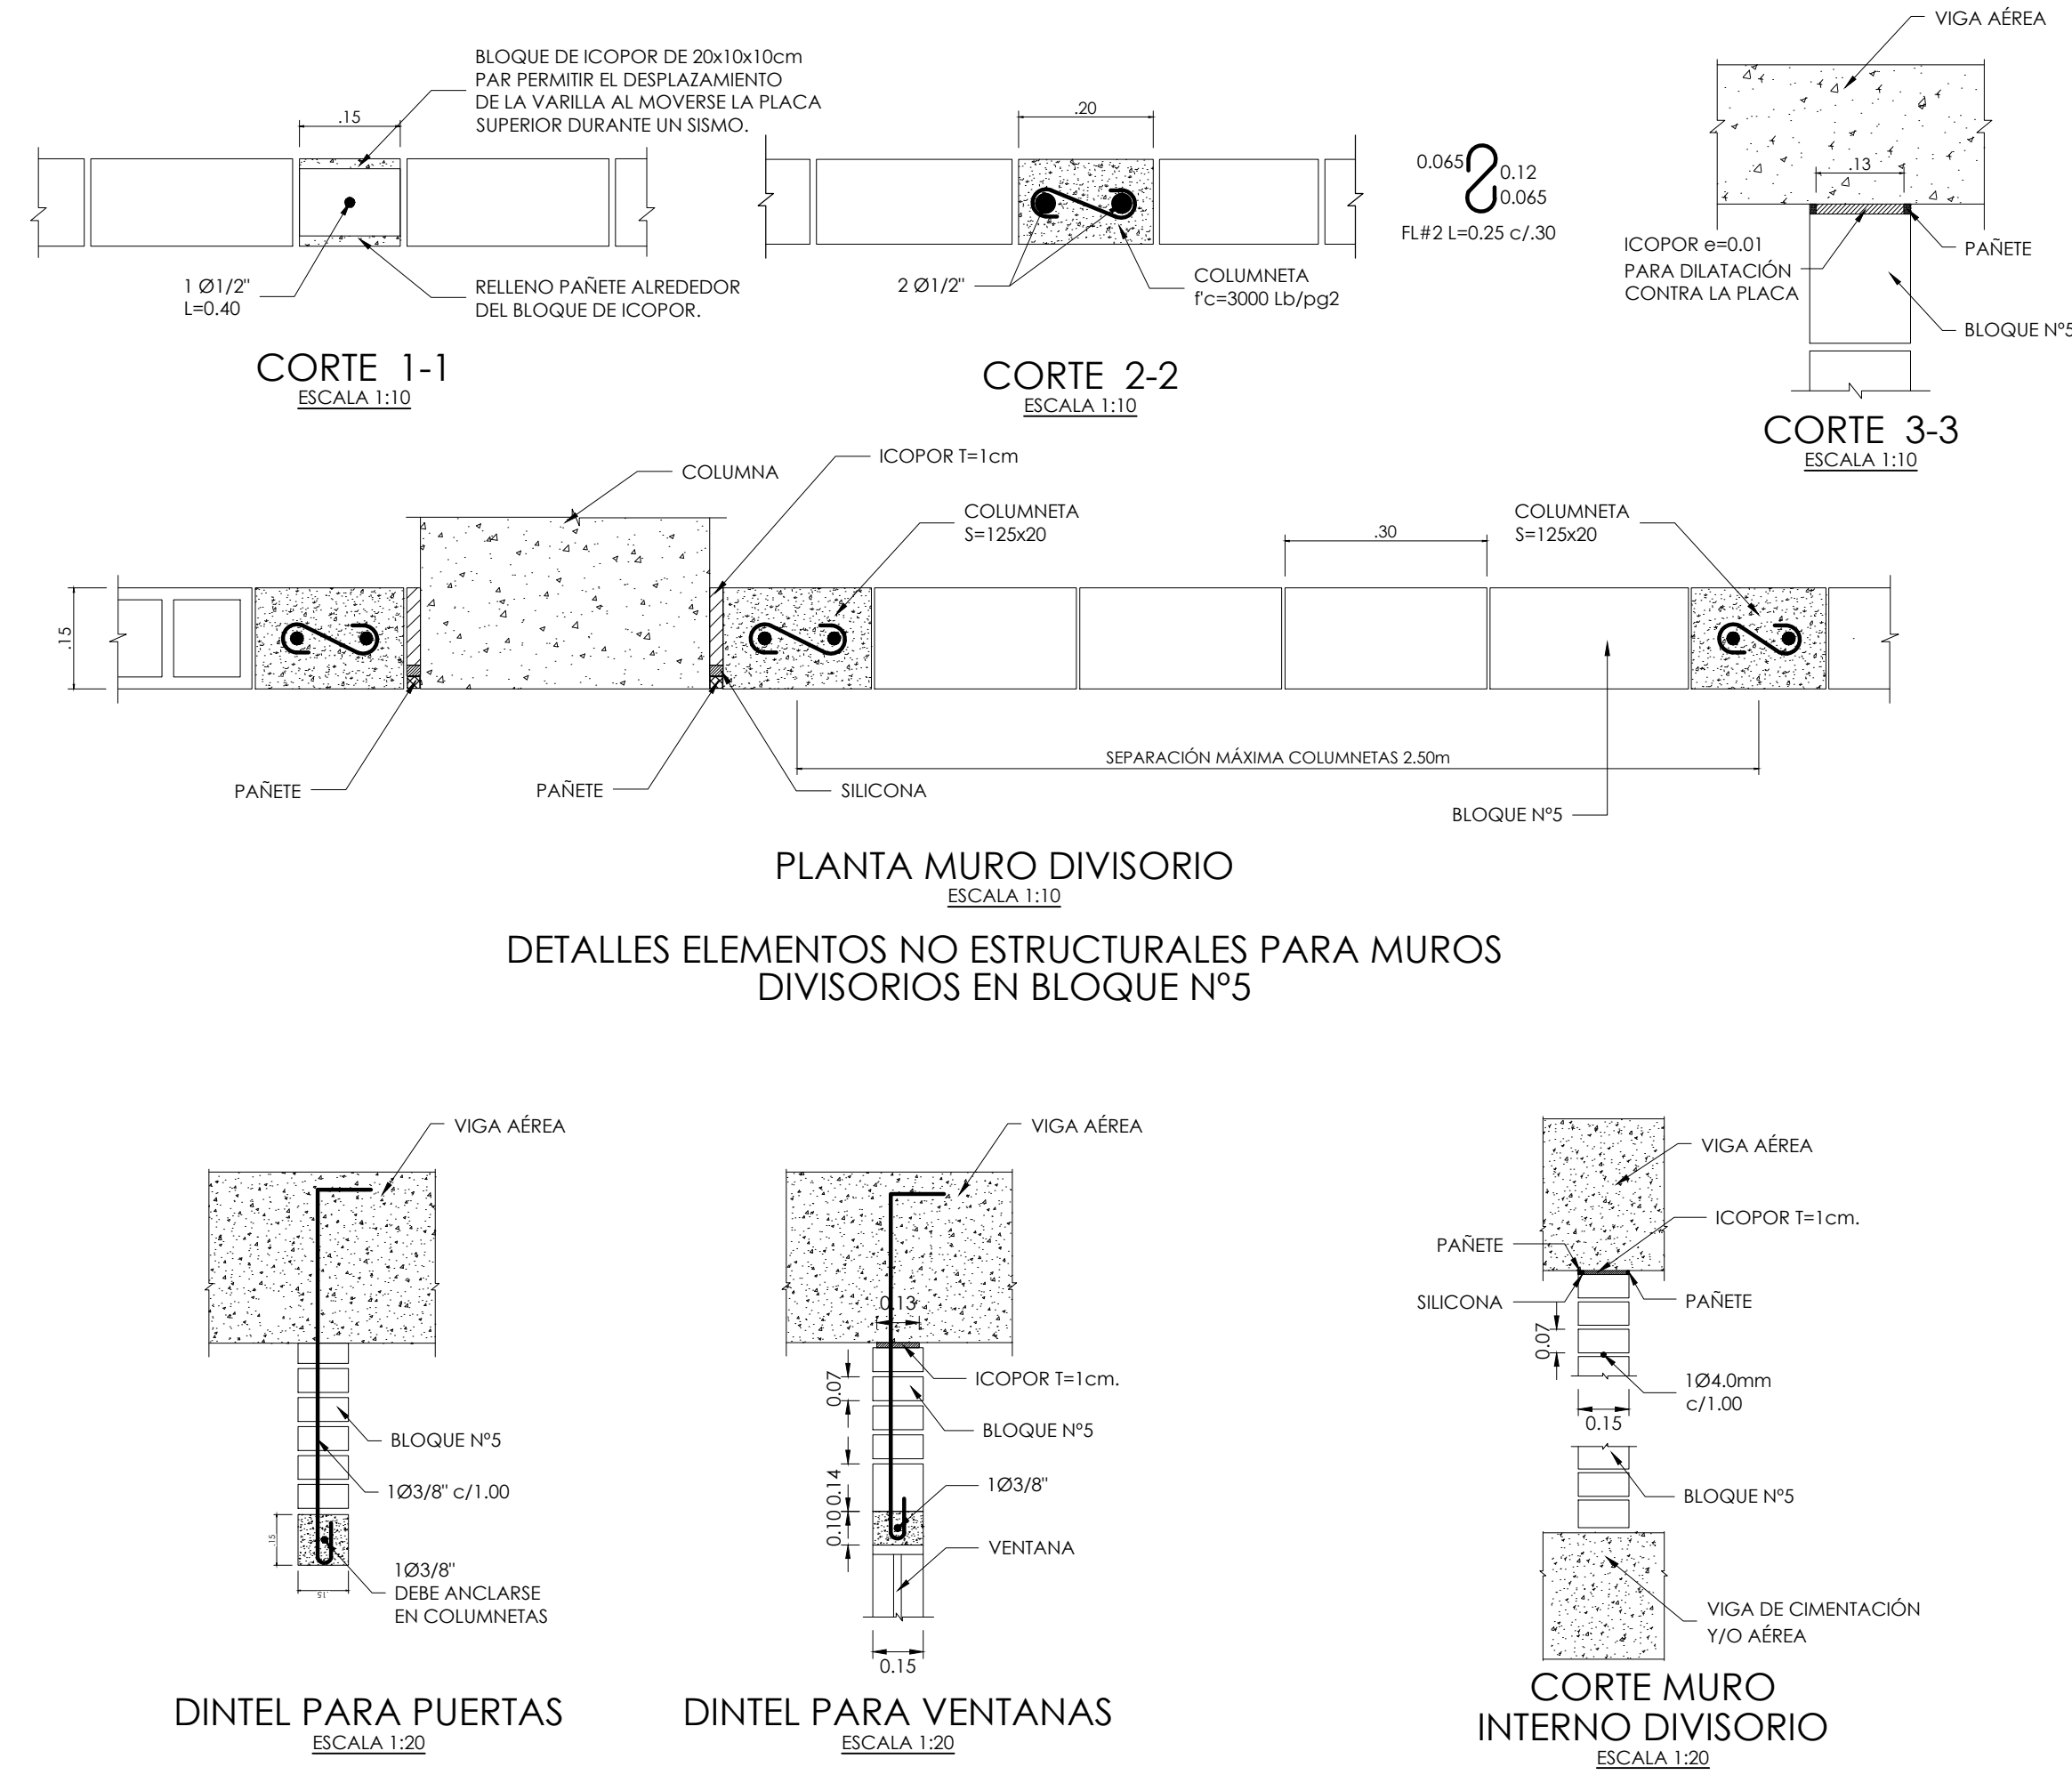 BLOQUE DE ICOPOR DE 20x10x10cm
PAR PERMITIR EL DESPLAZAMIENTO
DE LA VARILLA AL MOVERSE LA PLACA
SUPERIOR DURANTE UN SISMO.
.15
1 Ø1/2"
L=0.40
RELLENO PAÑETE ALREDEDOR
DEL BLOQUE DE ICOPOR.
CORTE 1-1
ESCALA 1:10
.20
2 Ø1/2"
COLUMNETA
f'c=3000 Lb/pg2
CORTE 2-2
ESCALA 1:10
0.065
0.12
0.065
FL#2 L=0.25 c/.30
VIGA AÉREA
.13
ICOPOR e=0.01
PARA DILATACIÓN
CONTRA LA PLACA
PAÑETE
BLOQUE Nº5
CORTE 3-3
ESCALA 1:10
COLUMNA
ICOPOR T=1cm
COLUMNETA
S=125x20
.30
COLUMNETA
S=125x20
.15
PAÑETE
PAÑETE
SILICONA
SEPARACIÓN MÁXIMA COLUMNETAS 2.50m
BLOQUE Nº5
PLANTA MURO DIVISORIO
ESCALA 1:10
DETALLES ELEMENTOS NO ESTRUCTURALES PARA MUROS
DIVISORIOS EN BLOQUE Nº5
VIGA AÉREA
BLOQUE Nº5
1Ø3/8" c/1.00
.15
.15
1Ø3/8"
DEBE ANCLARSE
EN COLUMNETAS
DINTEL PARA PUERTAS
ESCALA 1:20
VIGA AÉREA
0.13
ICOPOR T=1cm.
0.07
BLOQUE Nº5
0.14
1Ø3/8"
0.10
VENTANA
0.15
DINTEL PARA VENTANAS
ESCALA 1:20
VIGA AÉREA
ICOPOR T=1cm.
PAÑETE
SILICONA
PAÑETE
0.07
1Ø4.0mm
c/1.00
0.15
BLOQUE Nº5
VIGA DE CIMENTACIÓN
Y/O AÉREA
CORTE MURO
INTERNO DIVISORIO
ESCALA 1:20